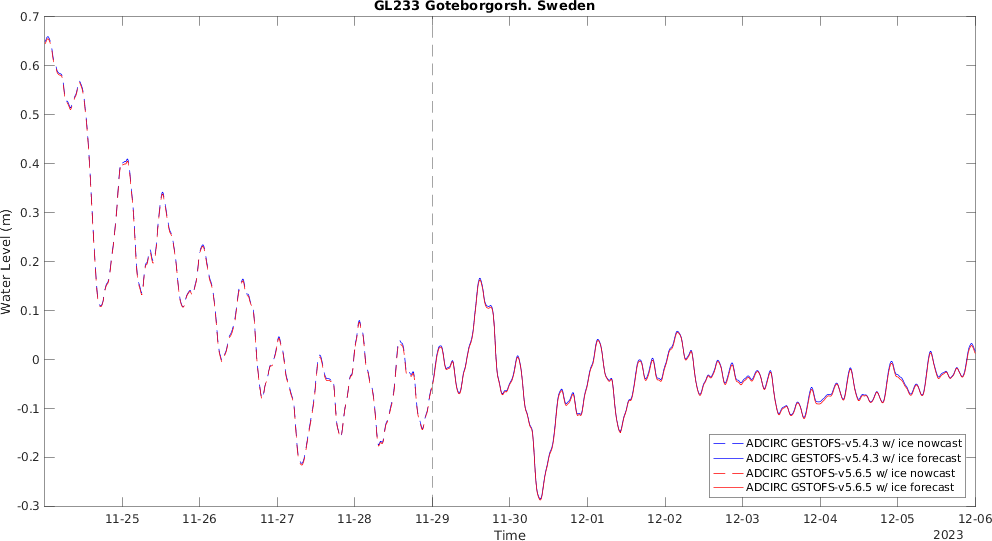 GL233 Goteborgorsh. Sweden
0.7
0.6
0.5
0.4
0.3
0.2
0.1
0
-0.1
-0.2
-0.3
Water Level (m)
ADCIRC GESTOFS-v5.4.3 w/ ice nowcast
ADCIRC GESTOFS-v5.4.3 w/ ice forecast
ADCIRC GSTOFS-v5.6.5 w/ ice nowcast
ADCIRC GSTOFS-v5.6.5 w/ ice forecast
11-25 11-26 11-27 11-28 11-29 11-30 12-01 12-02 12-03 12-04 12-05 12-06
Time
2023